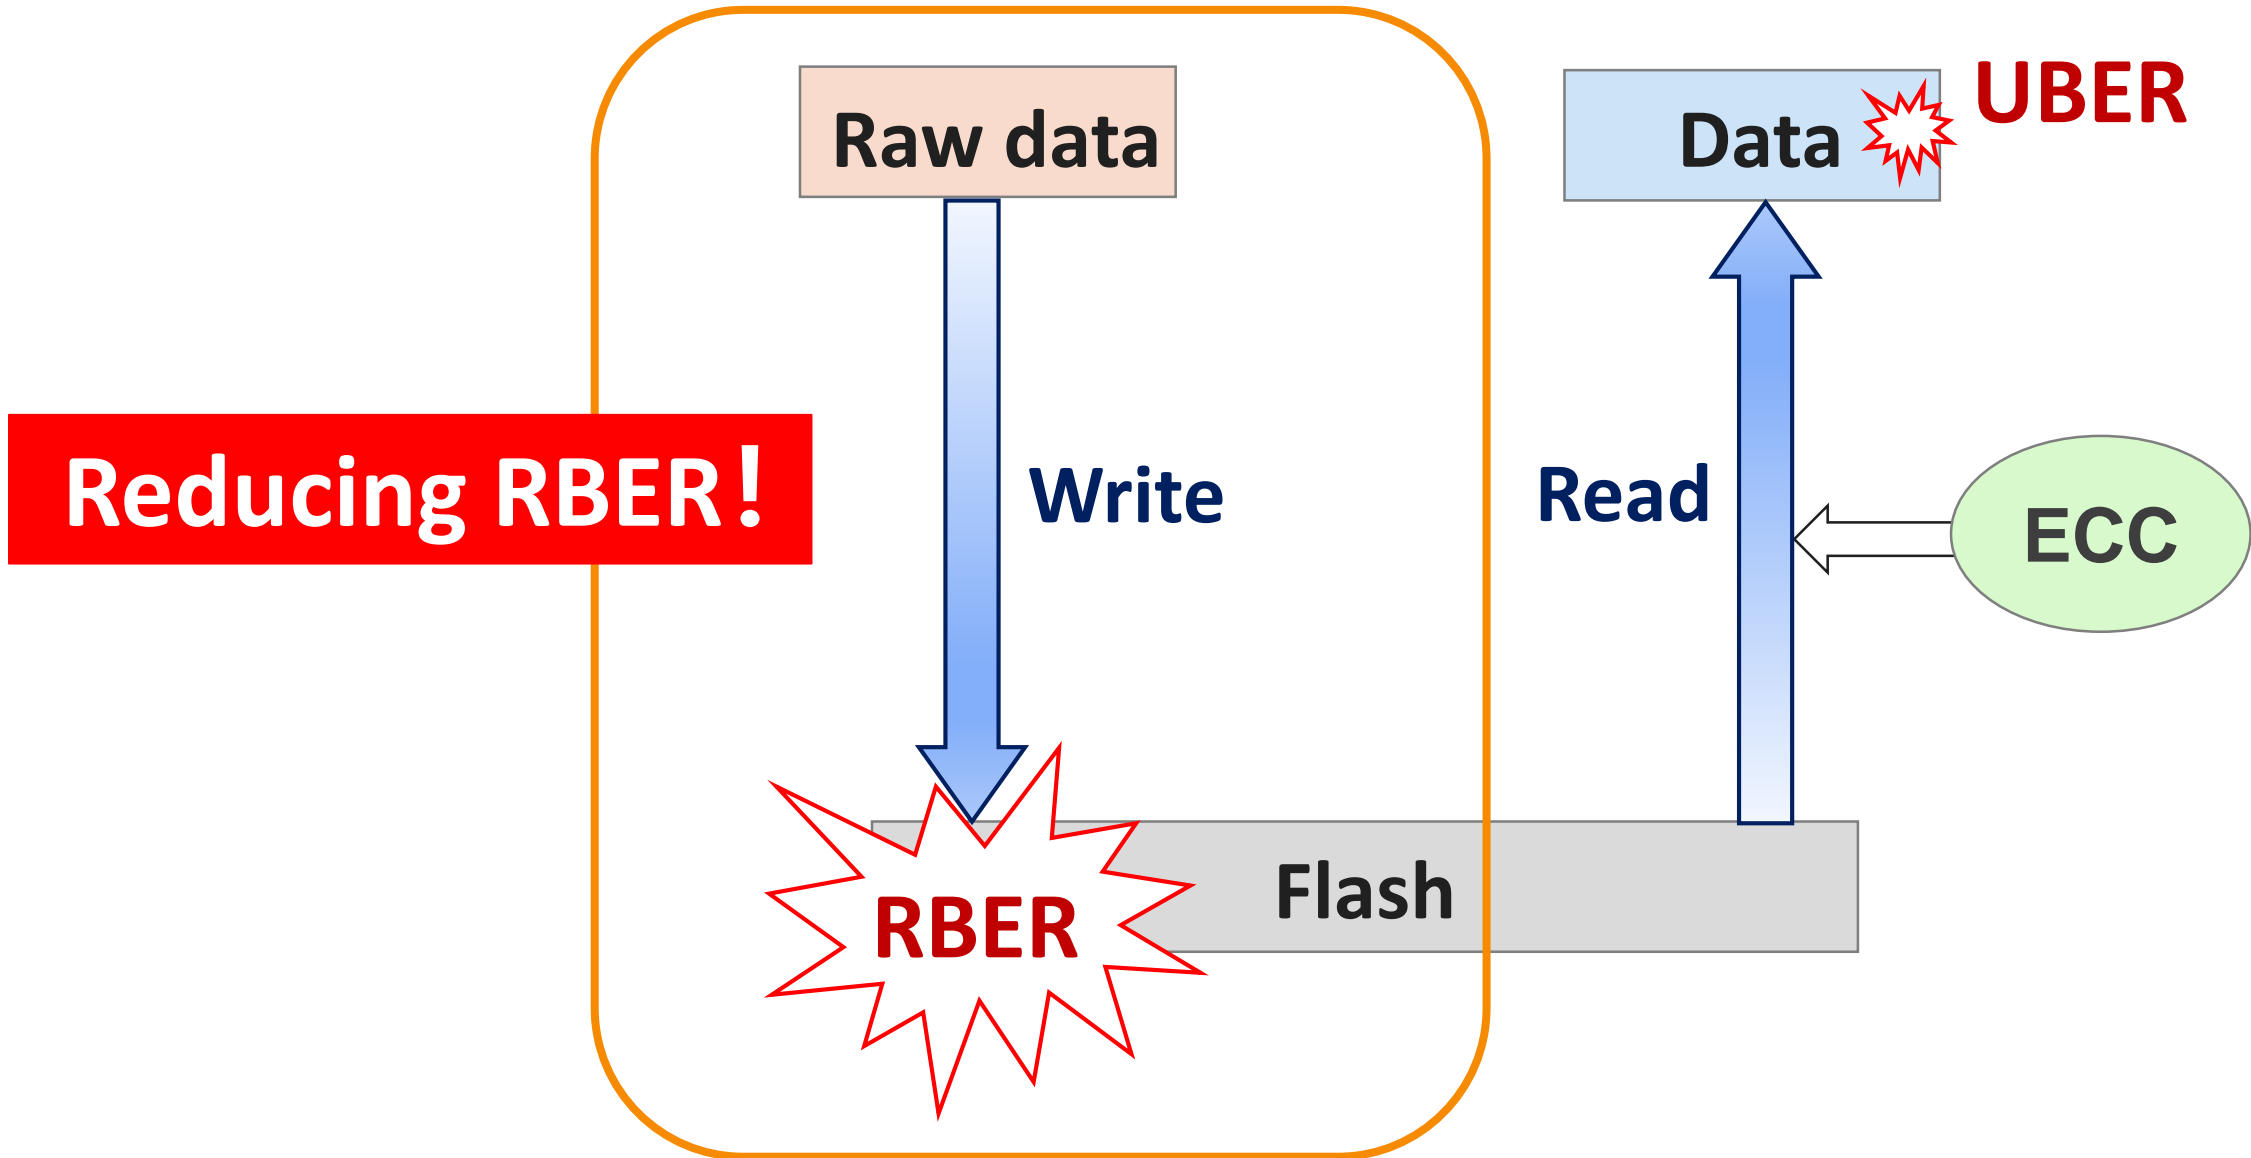 Raw data
Data
UBER
Reducing RBER!
Write
Read
ECC
Flash
RBER